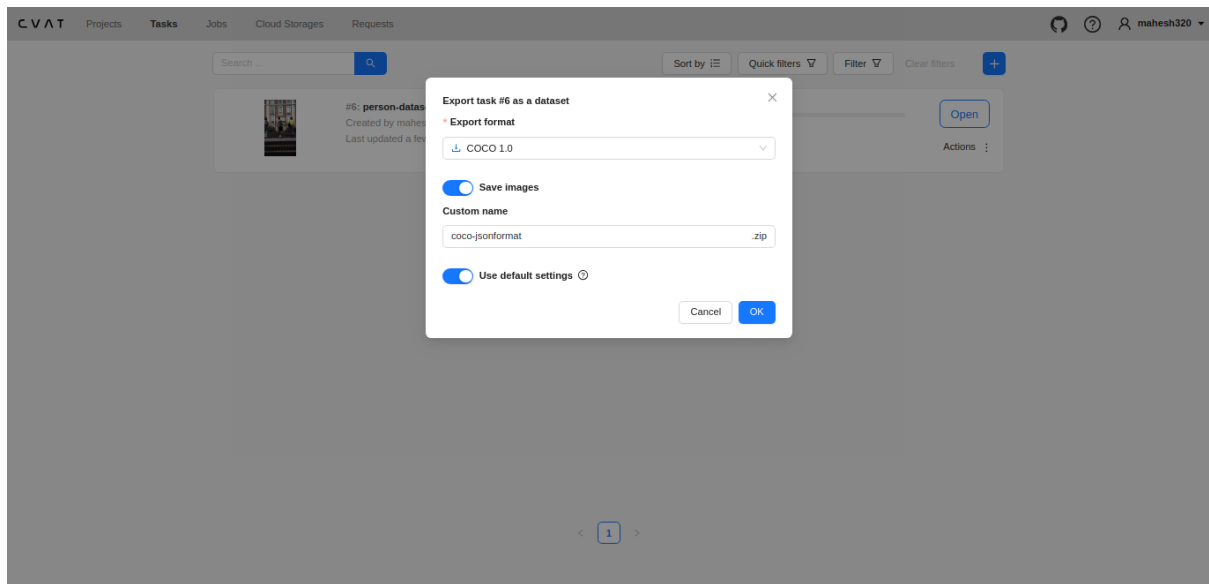 CVAT Projects Tasks Jobs Cloud Storages Requests mahesh320
Search ... Sort by Quick filters Filter Clear filters +
Export task #6 as a dataset
#6: person-datas
* Export format
Created by mahes
Last updated a fev
COCO 1.0
Open
Actions
Save images
Custom name
coco-jsonformat .zip
Use default settings ?
Cancel OK
1